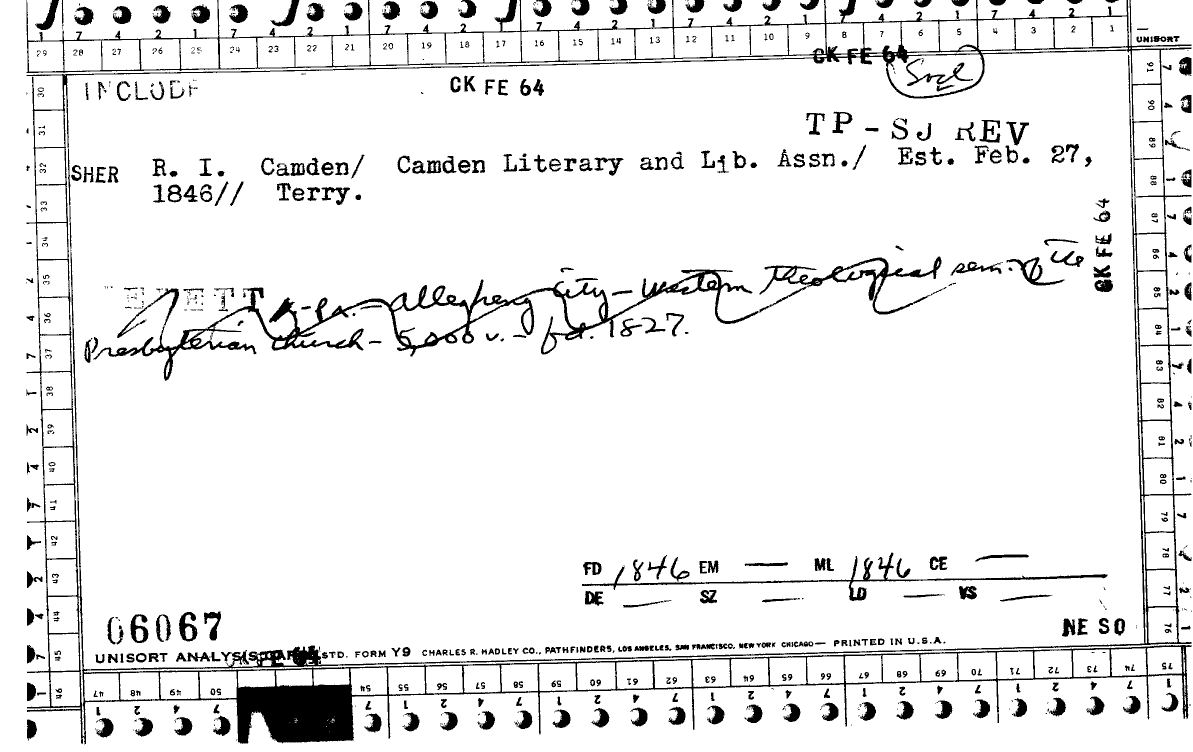 7 4 2 1 7 4 2 1 7 4 2 1 7 4 2 1 7 4 2 1 7 4 2 1 7 4 2 1
29 28 27 26 25 24 23 22 21 20 19 18 17 16 15 14 13 12 11 10 9 8 7 6 5 4 3 2 1
UNISORT
CK FE 64
INCLUDE
CK FE 64
TP-SJ REV
SHER R. I. Camden/ Camden Literary and Lib. Assn./ Est. Feb. 27,
1846// Terry.
CK FE 64
Pa.-Allegheny City-Western Theological sem. of the
Presbyterian Church-5,000 v.-fd. 1827.
FD 1846 EM — ML 1846 CE —
DE — SZ — LD — VS —
06067
NE SO
UNISORT ANALYSIS CARD STD. FORM Y9 CHARLES R. HADLEY CO., PATHFINDERS, LOS ANGELES, SAN FRANCISCO, NEW YORK CHICAGO— PRINTED IN U.S.A.
30 31 32 33 34 35 36 37 38 39 40 41 42 43 44 45 46
91 90 89 88 87 86 85 84 83 82 81 80 79 78 77 76
47 48 49 50 54 55 56 57 58 59 60 61 62 63 64 65 66 67 68 69 70 71 72 73 74 75